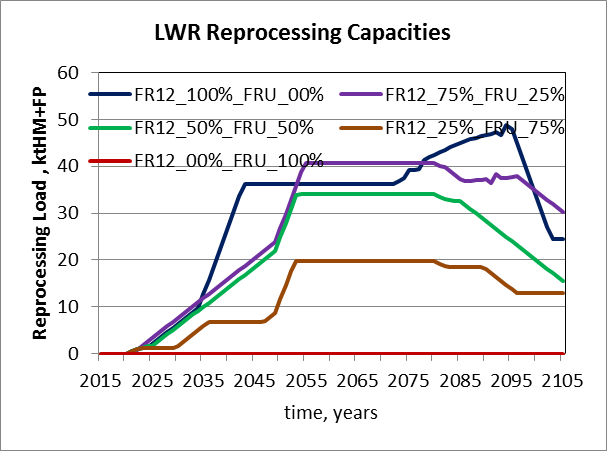 LWR Reprocessing Capacities
Reprocessing Load , ktHM+FP
60
50
40
30
20
10
0
FR12_100%_FRU_00% FR12_75%_FRU_25%
FR12_50%_FRU_50% FR12_25%_FRU_75%
FR12_00%_FRU_100%
2015 2025 2035 2045 2055 2065 2075 2085 2095 2105
time, years